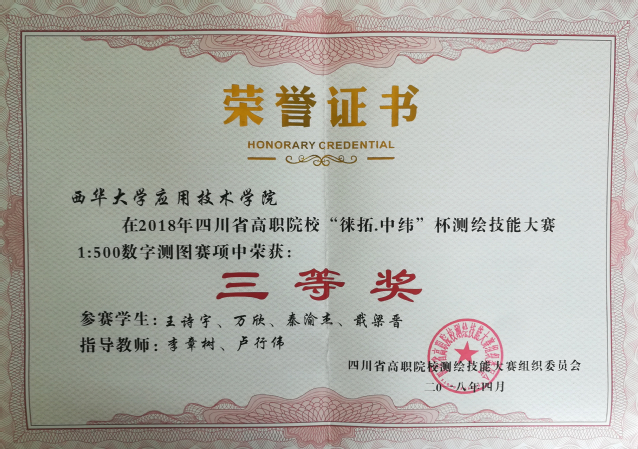 荣誉证书
HONORARY CREDENTIAL
西华大学应用技术学院
在2018年四川省高职院校“徕拓.中纬”杯测绘技能大赛
1:500数字测图赛项中荣获：
三等奖
参赛学生：王诗宇、万欣、秦渝杰、戴梁晋
指导教师：李章树、卢行伟
四川省高职院校测绘技能大赛组织委员会
二〇一八年四月